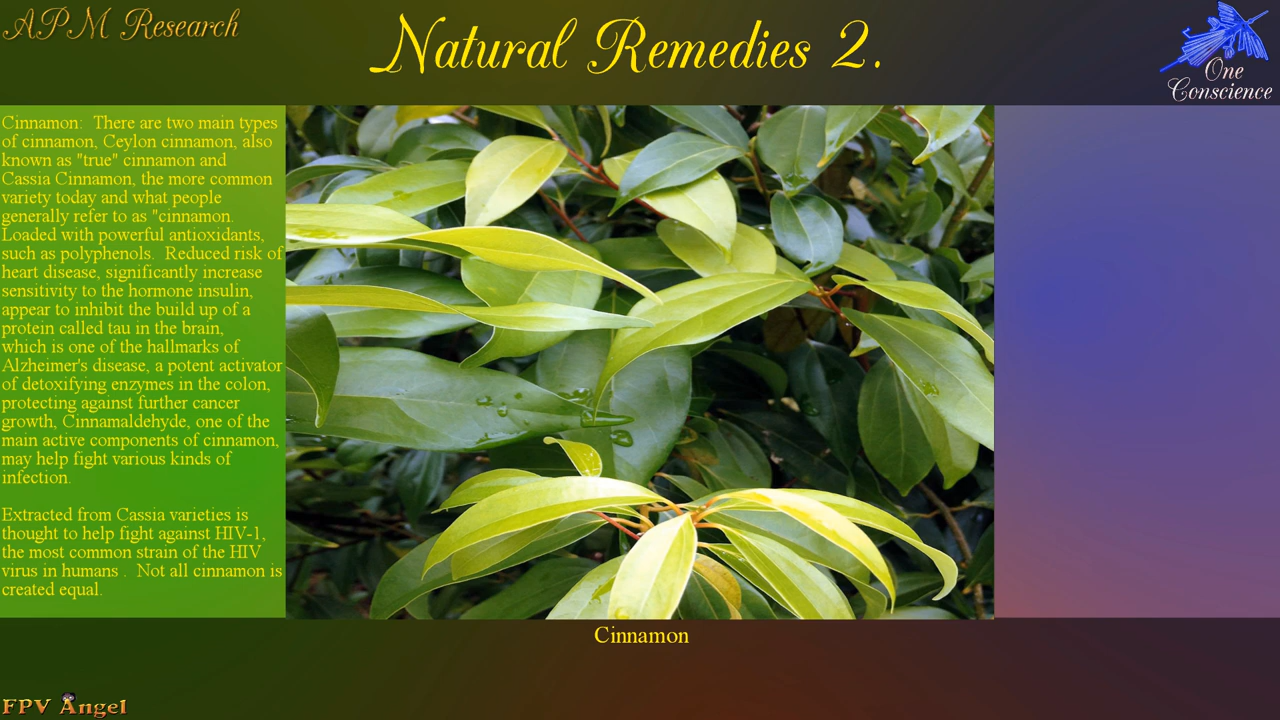 APM Research
Natural Remedies 2.
One
Conscience
Cinnamon:  There are two main types
of cinnamon, Ceylon cinnamon, also
known as "true" cinnamon and
Cassia Cinnamon, the more common
variety today and what people
generally refer to as "cinnamon.
Loaded with powerful antioxidants,
such as polyphenols.  Reduced risk of
heart disease, significantly increase
sensitivity to the hormone insulin,
appear to inhibit the build up of a
protein called tau in the brain,
which is one of the hallmarks of
Alzheimer's disease, a potent activator
of detoxifying enzymes in the colon,
protecting against further cancer
growth, Cinnamaldehyde, one of the
main active components of cinnamon,
may help fight various kinds of
infection.
Extracted from Cassia varieties is
thought to help fight against HIV-1,
the most common strain of the HIV
virus in humans .  Not all cinnamon is
created equal.
Cinnamon
FPV Angel